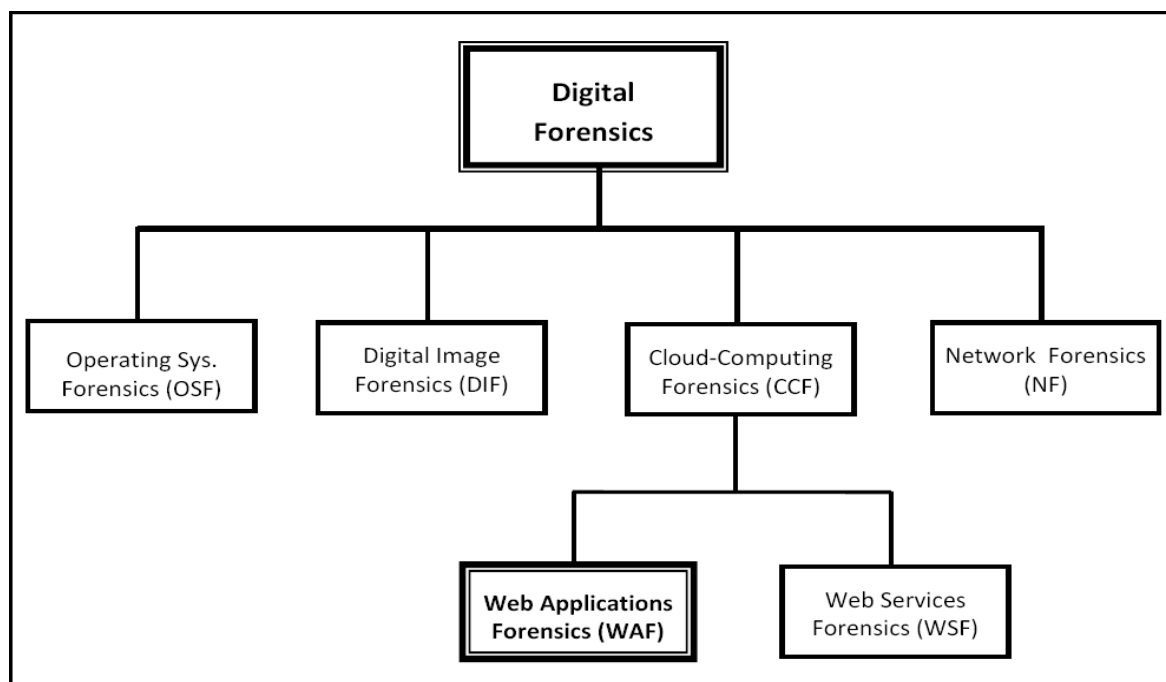 Digital
Forensics
Operating Sys.
Forensics (OSF)
Digital Image
Forensics (DIF)
Cloud-Computing
Forensics (CCF)
Network Forensics
(NF)
Web Applications
Forensics (WAF)
Web Services
Forensics (WSF)